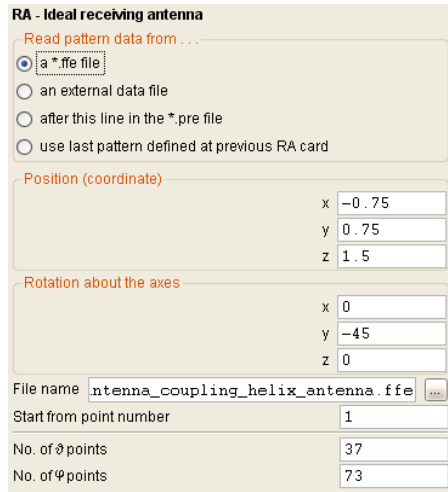 RA - Ideal receiving antenna
Read pattern data from . . .
a *.ffe file
an external data file
after this line in the *.pre file
use last pattern defined at previous RA card
Position (coordinate)
x -0.75
y 0.75
z 1.5
Rotation about the axes
x 0
y -45
z 0
File name ntenna_coupling_helix_antenna.ffe ...
Start from point number 1
No. of ϑ points 37
No. of φ points 73